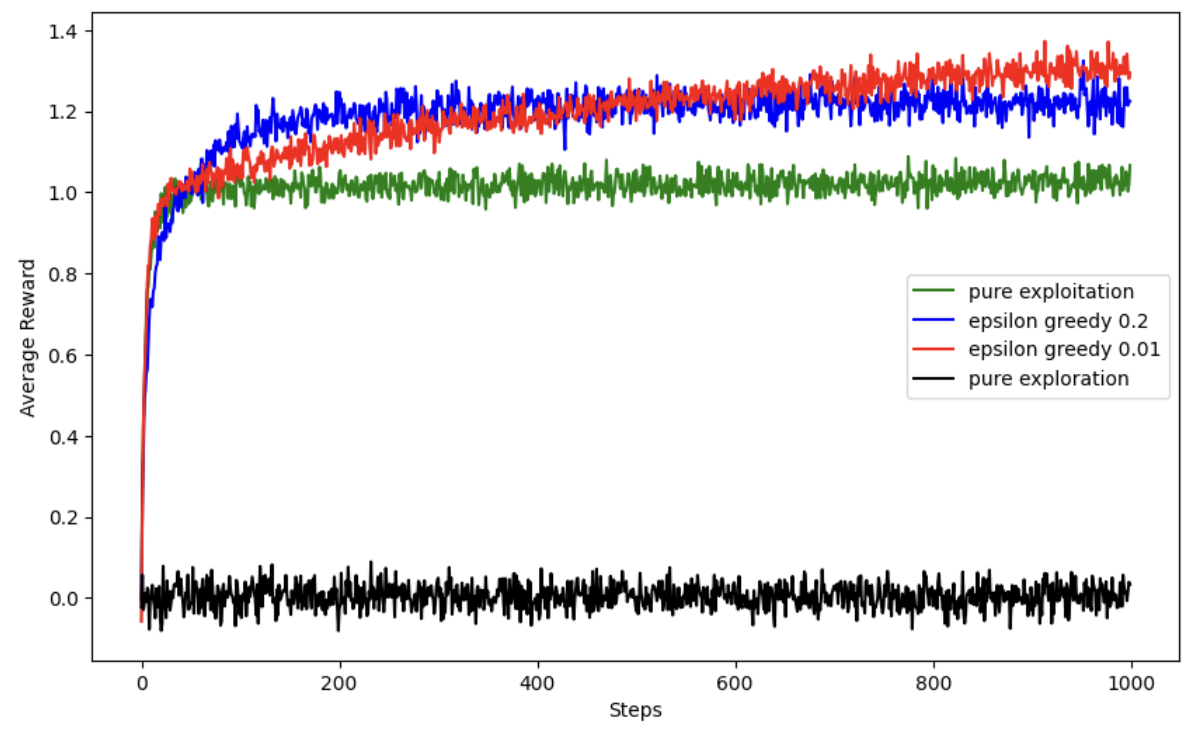 1.4
1.2
1.0
0.8
0.6
0.4
0.2
0.0
Average Reward
pure exploitation
epsilon greedy 0.2
epsilon greedy 0.01
pure exploration
0 200 400 600 800 1000
Steps